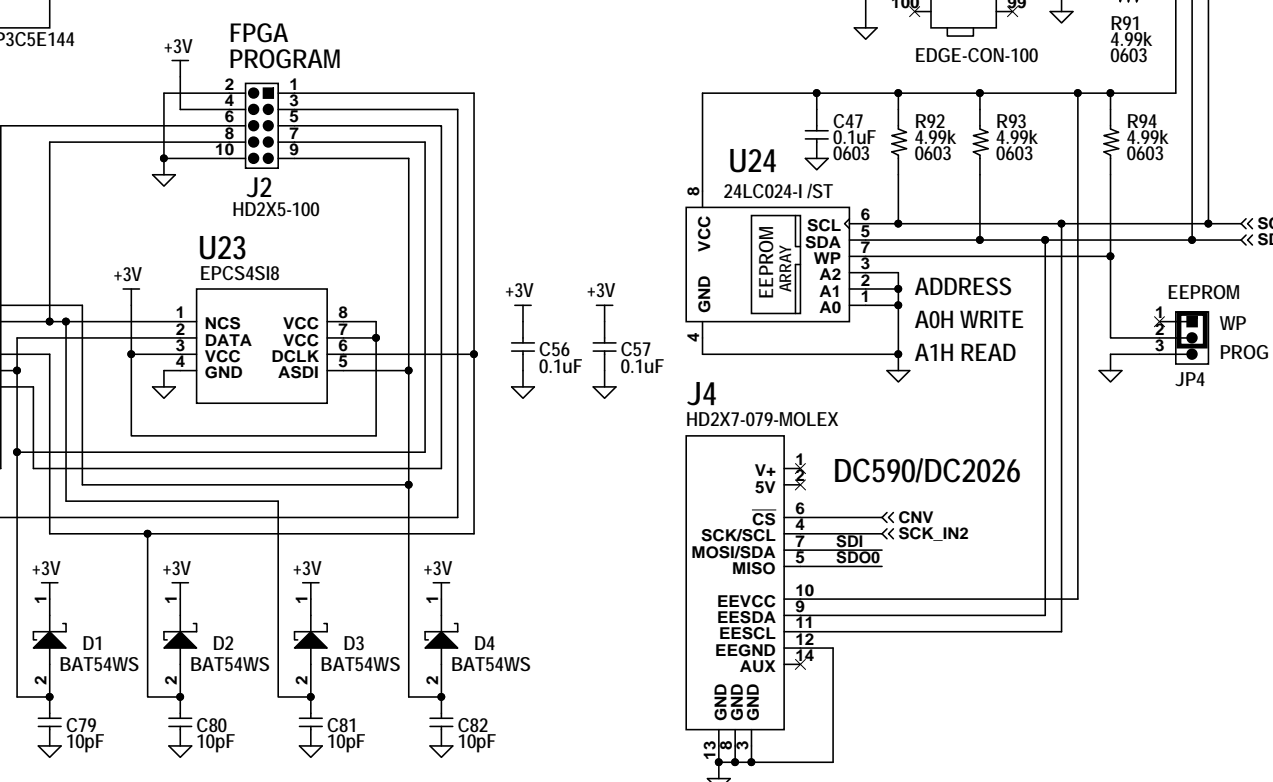 P3C5E144
+3V
FPGA
PROGRAM
2 1
4 3
6 5
8 7
10 9
J2
HD2X5-100
U23
EPCS4SI8
+3V
1 NCS VCC 8
2 DATA VCC 7
3 VCC DCLK 6
4 GND ASDI 5
+3V
C56
0.1uF
+3V
C57
0.1uF
+3V
1
2
D1
BAT54WS
C79
10pF
+3V
1
2
D2
BAT54WS
C80
10pF
+3V
1
2
D3
BAT54WS
C81
10pF
+3V
1
2
D4
BAT54WS
C82
10pF
100 99
EDGE-CON-100
R91
4.99k
0603
C47
0.1uF
0603
R92
4.99k
0603
R93
4.99k
0603
R94
4.99k
0603
U24
24LC024-I /ST
8
VCC
GND
4
EEPROM
ARRAY
SCL 6
SDA 5
WP 7
A2 3
A1 2
A0 1
ADDRESS
A0H WRITE
A1H READ
EEPROM
1 WP
2
3 PROG
JP4
J4
HD2X7-079-MOLEX
DC590/DC2026
V+ 1
5V 2
CS 6 CNV
SCK/SCL 4 SCK_IN2
MOSI/SDA 7 SDI
MISO 5 SDO0
EEVCC 10
EESDA 9
EESCL 11
EEGND 12
AUX 14
GND
GND
GND
13
8
3